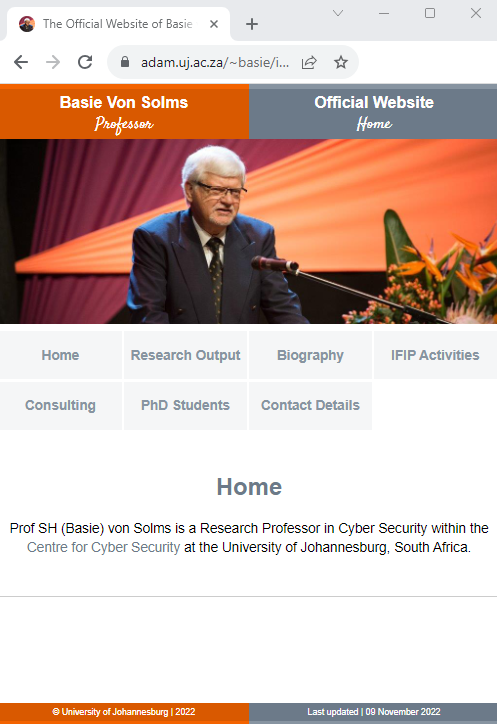 The Official Website of Basie
adam.uj.ac.za/~basie/i...
Basie Von Solms
Professor
Official Website
Home
Home
Research Output
Biography
IFIP Activities
Consulting
PhD Students
Contact Details
Home
Prof SH (Basie) von Solms is a Research Professor in Cyber Security within the
Centre for Cyber Security at the University of Johannesburg, South Africa.
© University of Johannesburg | 2022
Last updated | 09 November 2022